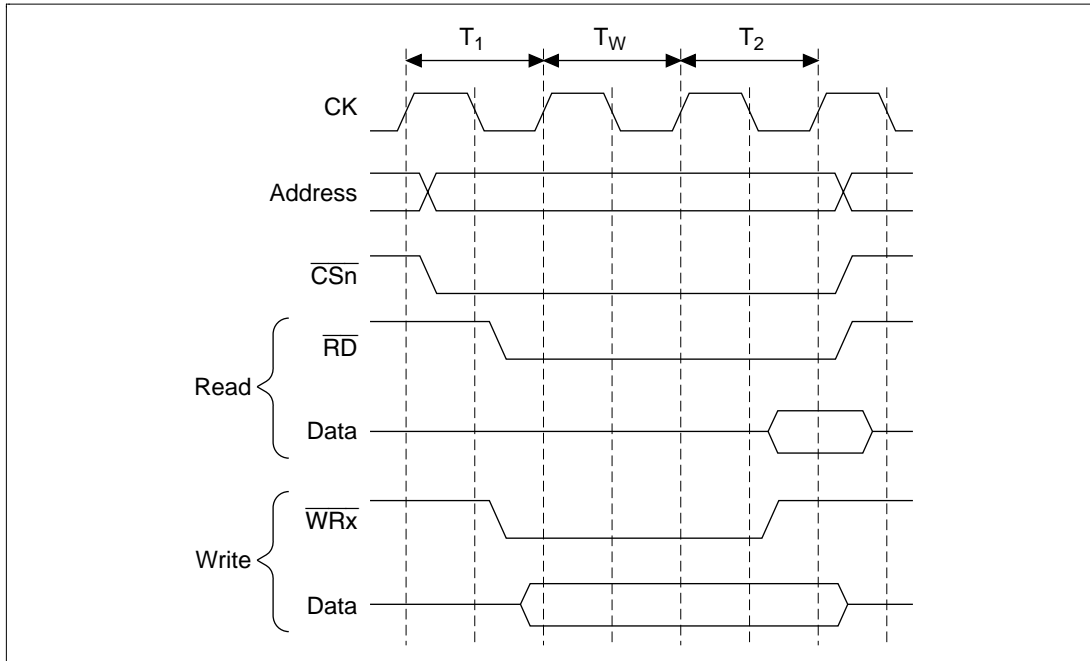 T1 TW T2
CK
Address
CSn
RD
Read
Data
WRx
Write
Data